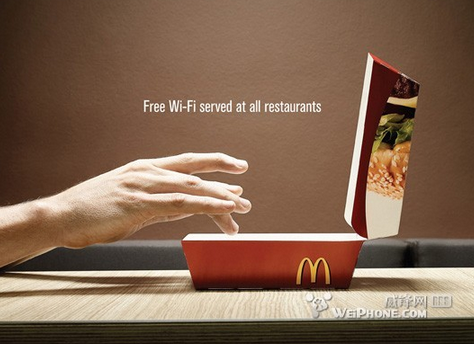 Free Wi-Fi served at all restaurants
威锋网
WEIPHONE.COM